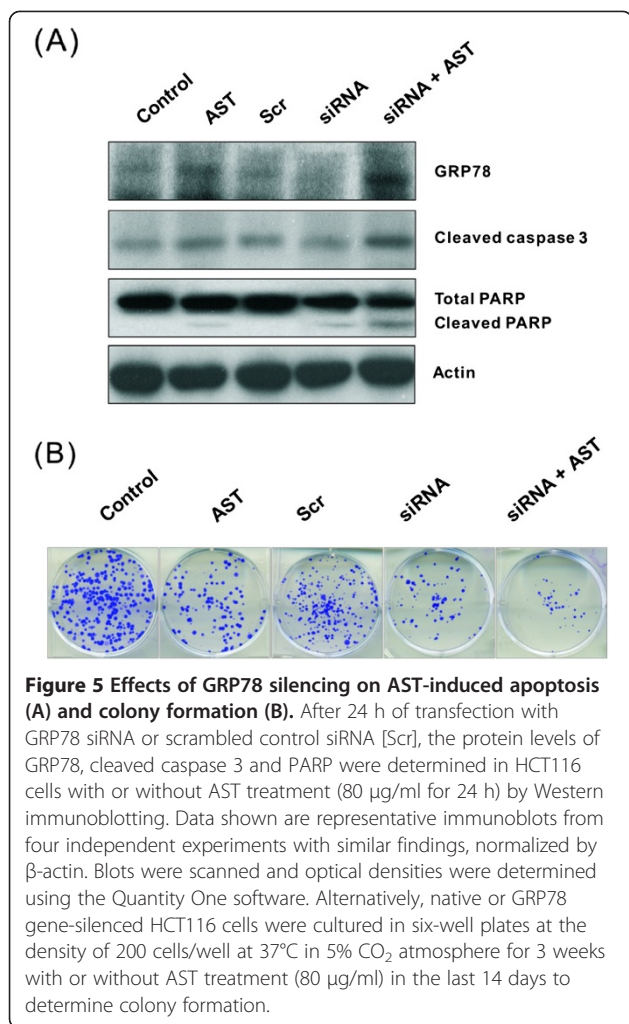 (A)
Control AST Scr siRNA siRNA + AST
GRP78
Cleaved caspase 3
Total PARP
Cleaved PARP
Actin
(B)
Control AST Scr siRNA siRNA + AST
Figure 5 Effects of GRP78 silencing on AST-induced apoptosis
(A) and colony formation (B). After 24 h of transfection with
GRP78 siRNA or scrambled control siRNA [Scr], the protein levels of
GRP78, cleaved caspase 3 and PARP were determined in HCT116
cells with or without AST treatment (80 μg/ml for 24 h) by Western
immunoblotting. Data shown are representative immunoblots from
four independent experiments with similar findings, normalized by
β-actin. Blots were scanned and optical densities were determined
using the Quantity One software. Alternatively, native or GRP78
gene-silenced HCT116 cells were cultured in six-well plates at the
density of 200 cells/well at 37°C in 5% CO₂ atmosphere for 3 weeks
with or without AST treatment (80 μg/ml) in the last 14 days to
determine colony formation.